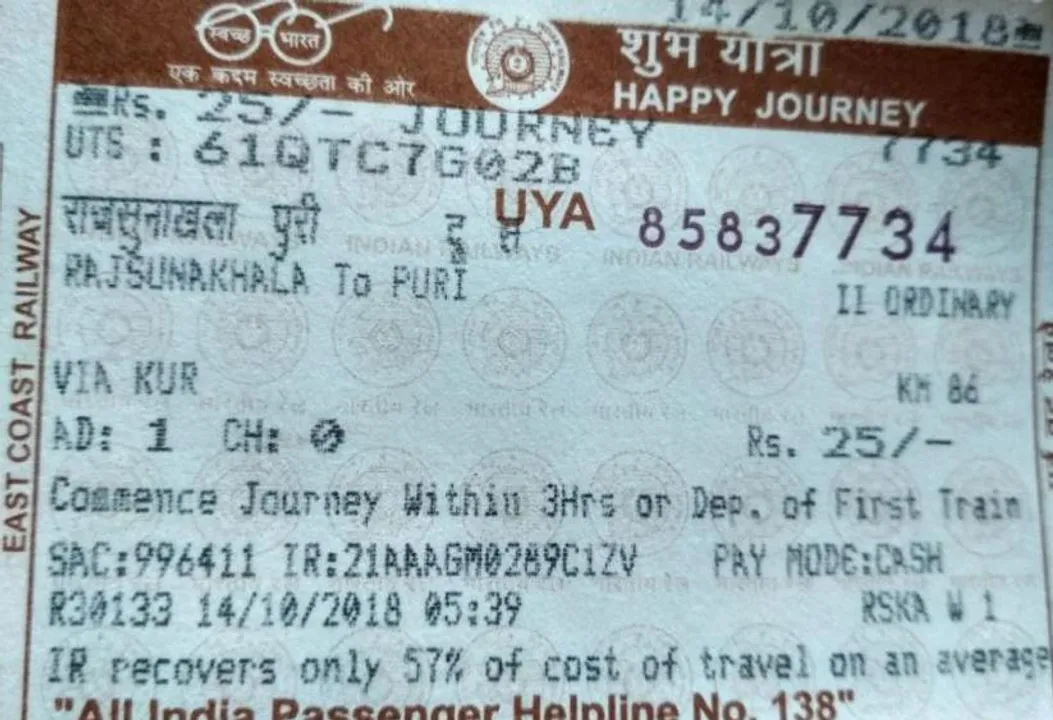 14/10/2018
स्वच्छ भारत
एक कदम स्वच्छता की ओर
शुभ यात्रा
HAPPY JOURNEY
Rs. 25/- JOURNEY 7734
UTS : 61QTC7G02B
UYA 85837734
राजसुनाखला पुरी
RAJSUNAKHALA To PURI
II ORDINARY
VIA KUR KM 86
AD: 1 CH: 0 Rs. 25/-
Commence Journey Within 3Hrs or Dep. of First Train
SAC:996411 IR:21AAAGM0289C1ZV PAY MODE:CASH
R30133 14/10/2018 05:39 RSKA W 1
IR recovers only 57% of cost of travel on an average
"All India Passenger Helpline No. 138"
EAST COAST RAILWAY